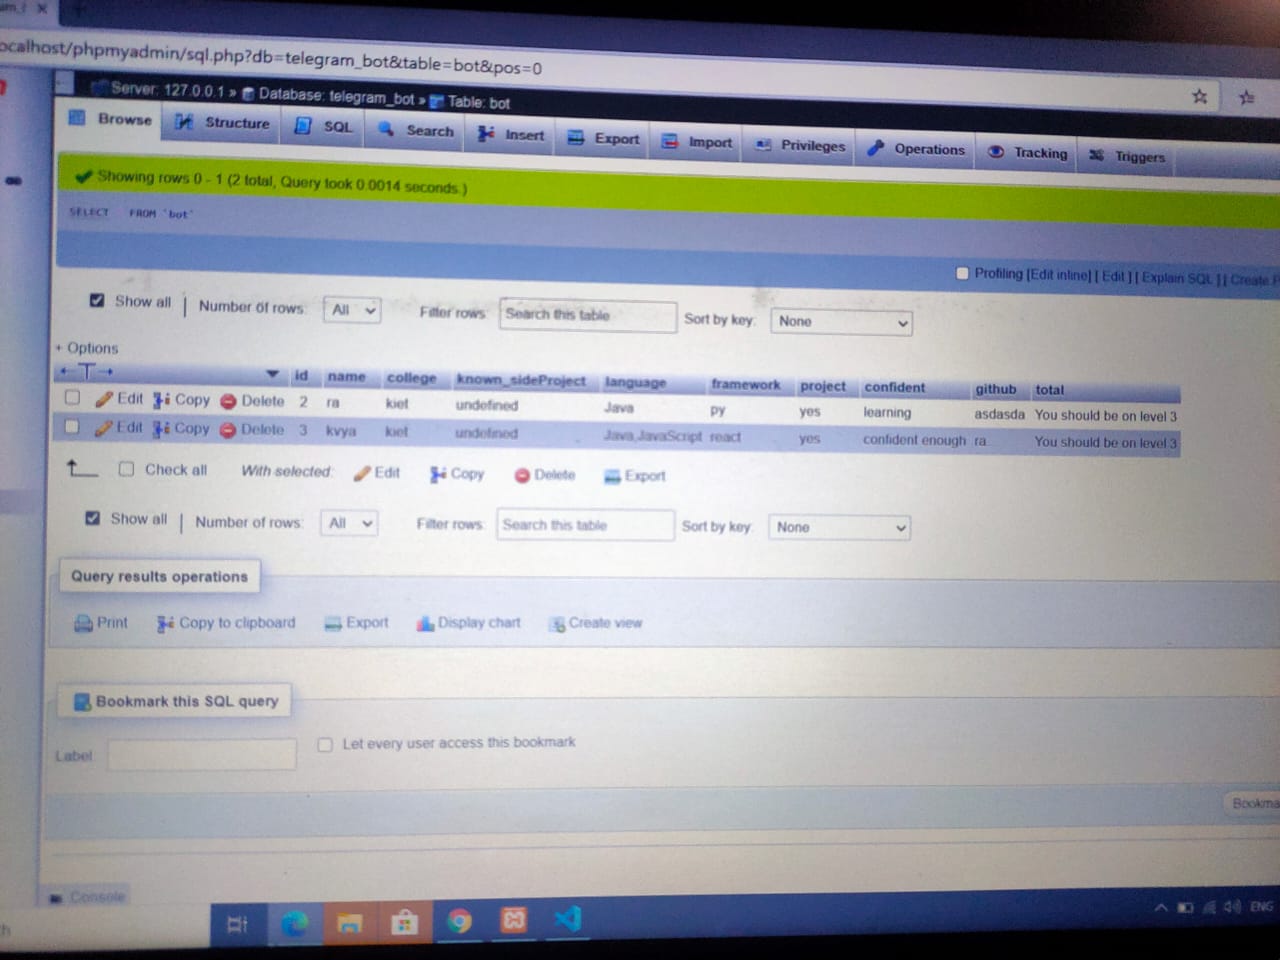 ocalhost/phpmyadmin/sql.php?db=telegram_bot&table=bot&pos=0
Server: 127.0.0.1 » Database: telegram_bot » Table: bot
Browse Structure SQL Search Insert Export Import Privileges Operations Tracking Triggers
Showing rows 0 - 1 (2 total, Query took 0.0014 seconds.)
SELECT FROM `bot`
Profiling [Edit inline] [ Edit ] [ Explain SQL ] [ Create
Show all | Number of rows: All Filter rows: Search this table Sort by key: None
+ Options
←T→ id name college known_sideProject language framework project confident github total
Edit Copy Delete 2 ra kiet undefined Java py yes learning asdasda You should be on level 3
Edit Copy Delete 3 kvya kiet undefined Java,JavaScript react yes confident enough ra You should be on level 3
Check all With selected: Edit Copy Delete Export
Show all | Number of rows: All Filter rows: Search this table Sort by key: None
Query results operations
Print Copy to clipboard Export Display chart Create view
Bookmark this SQL query
Label Let every user access this bookmark
Bookma
Console
ENG